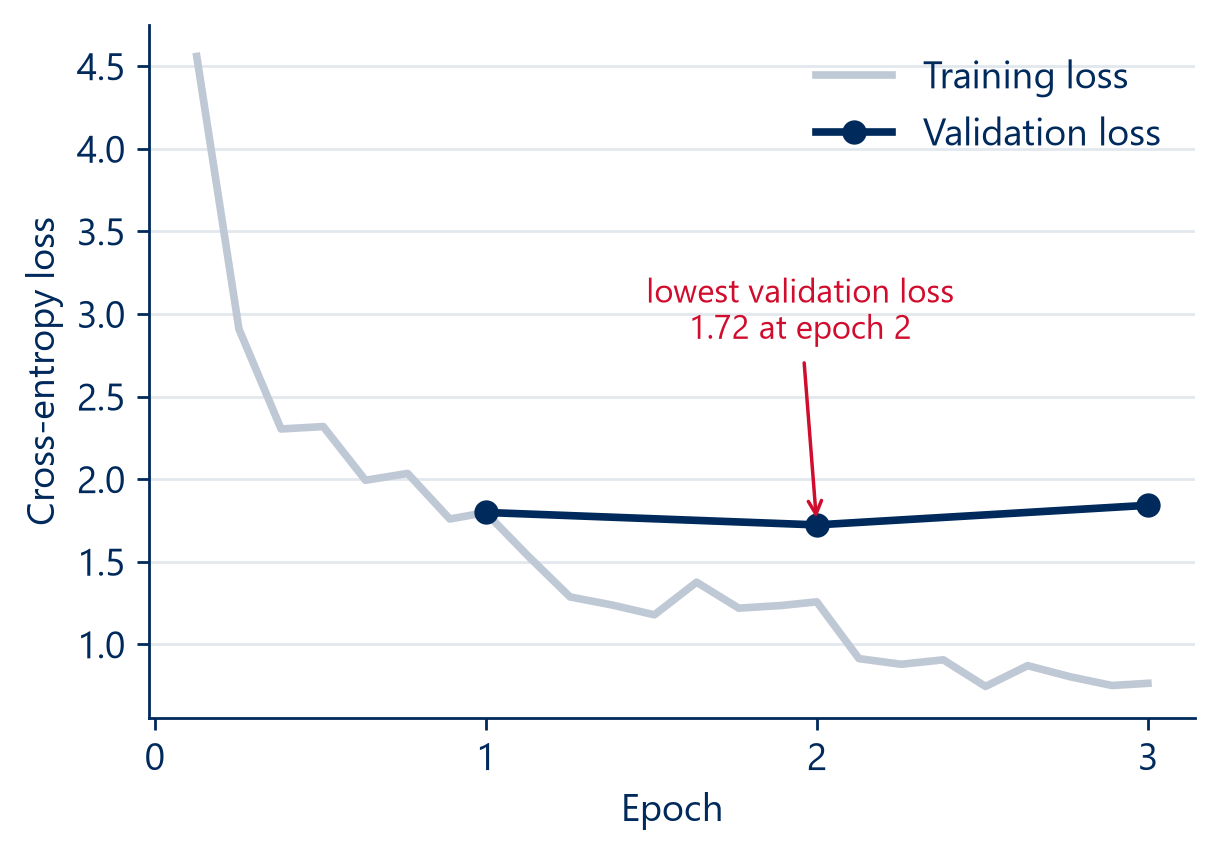 4.5
4.0
3.5
3.0
2.5
2.0
1.5
1.0
Cross-entropy loss
Training loss
Validation loss
lowest validation loss
1.72 at epoch 2
0 1 2 3
Epoch